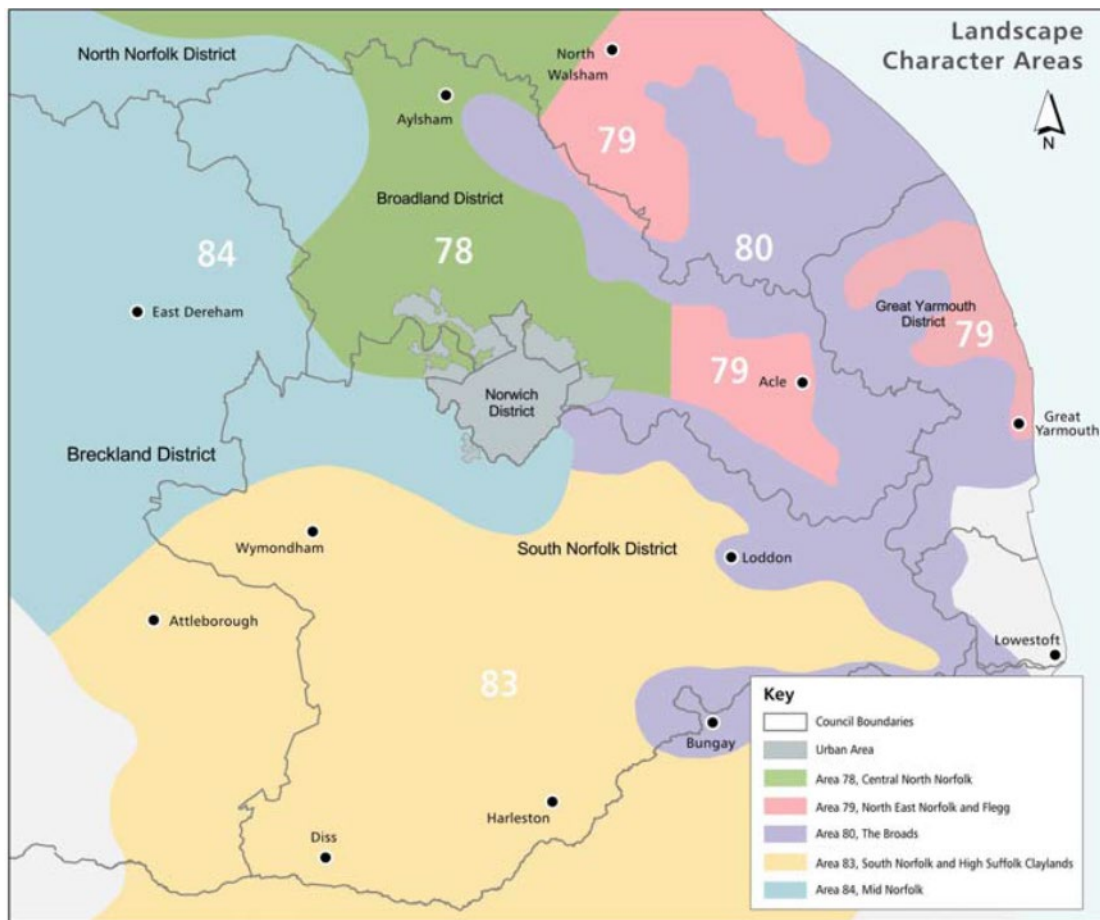 Landscape
Character Areas
N
North Norfolk District
North
Walsham
Aylsham
79
Broadland District
84
78
80
East Dereham
Great Yarmouth
District
79
79
Acle
Norwich
District
Great
Yarmouth
Breckland District
Wymondham
South Norfolk District
Loddon
Attleborough
Lowestoft
83
Bungay
Harleston
Diss
Key
Council Boundaries
Urban Area
Area 78, Central North Norfolk
Area 79, North East Norfolk and Flegg
Area 80, The Broads
Area 83, South Norfolk and High Suffolk Claylands
Area 84, Mid Norfolk